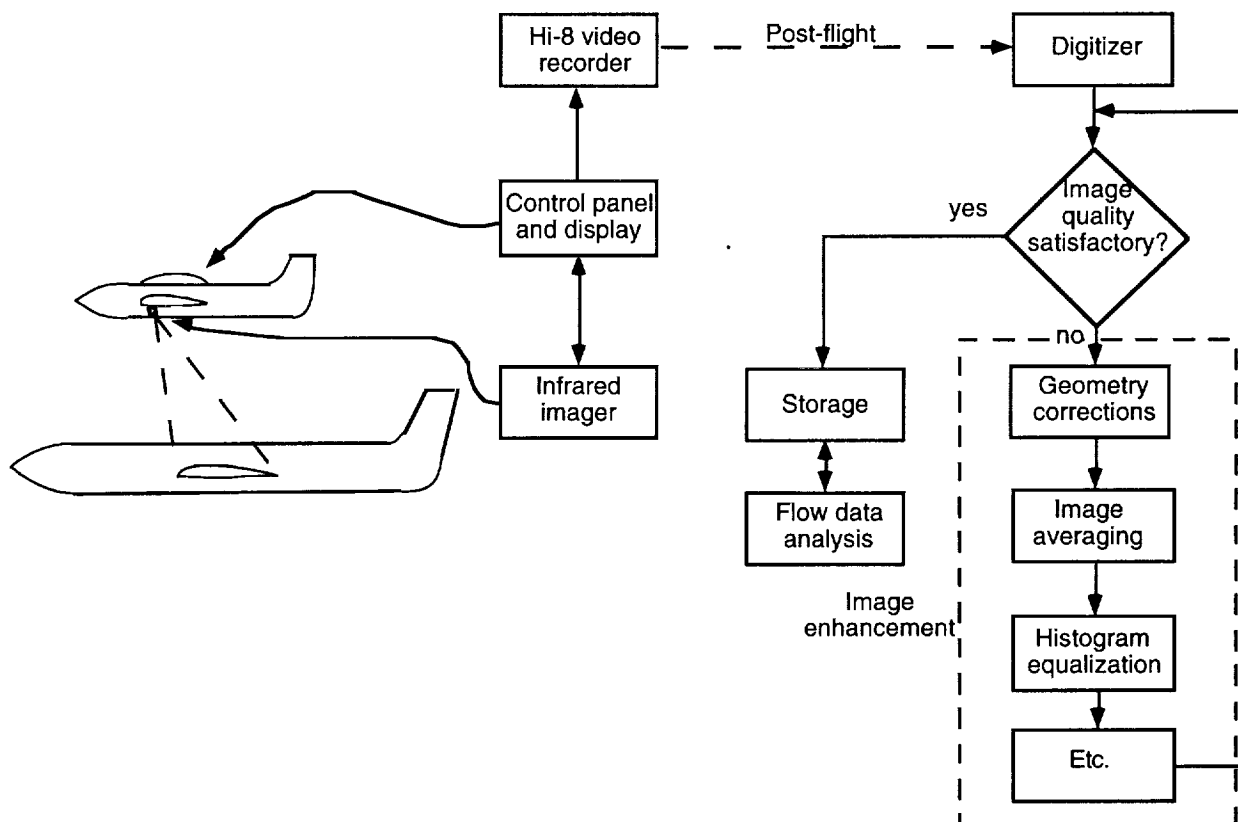 Hi-8 video
recorder
Post-flight
Digitizer
Control panel
and display
Image
quality
satisfactory?
yes
no
Infrared
imager
Storage
Geometry
corrections
Flow data
analysis
Image
averaging
Image
enhancement
Histogram
equalization
Etc.